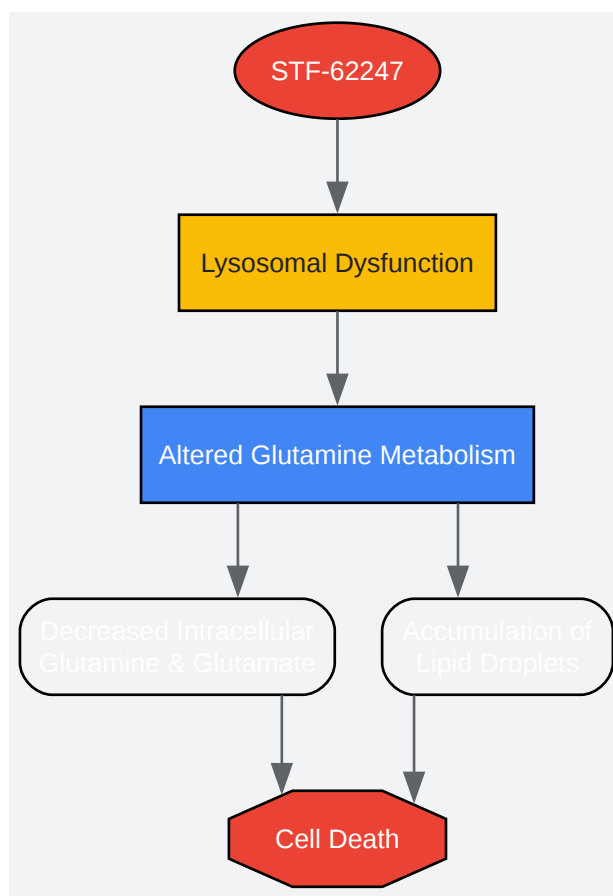 STF-62247
Lysosomal Dysfunction
Altered Glutamine Metabolism
Decreased Intracellular
Glutamine & Glutamate
Accumulation of
Lipid Droplets
Cell Death